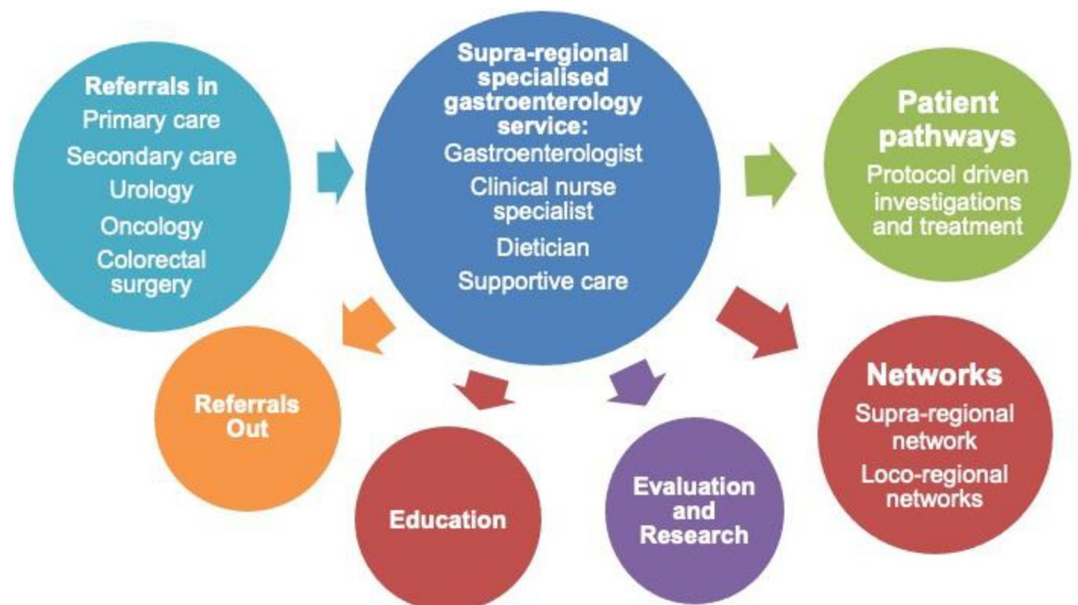 Referrals in
Primary care
Secondary care
Urology
Oncology
Colorectal
surgery
Supra-regional
specialised
gastroenterology
service:
Gastroenterologist
Clinical nurse
specialist
Dietician
Supportive care
Patient
pathways
Protocol driven
investigations
and treatment
Referrals
Out
Education
Evaluation
and
Research
Networks
Supra-regional
network
Loco-regional
networks